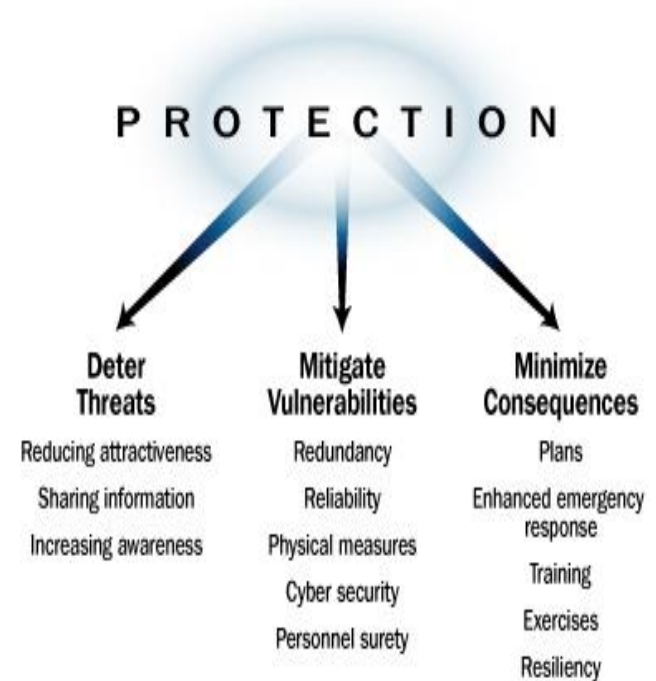 PROTECTION
Deter
Threats
Reducing attractiveness
Sharing information
Increasing awareness
Mitigate
Vulnerabilities
Redundancy
Reliability
Physical measures
Cyber security
Personnel surety
Minimize
Consequences
Plans
Enhanced emergency
response
Training
Exercises
Resiliency